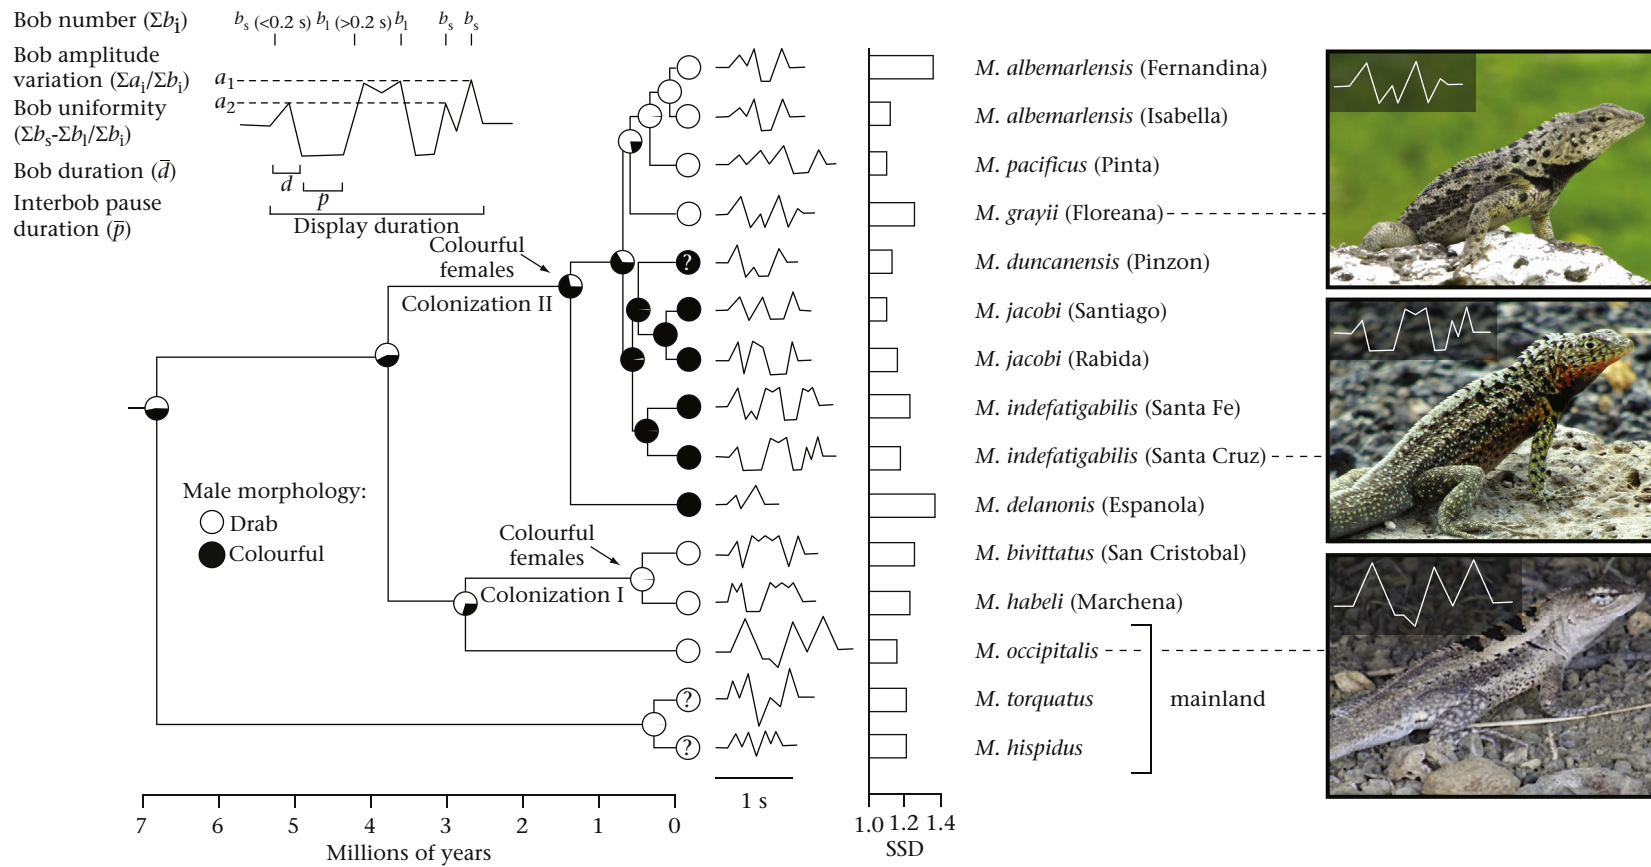 Bob number (Σbi)
bs (<0.2 s) bl (>0.2 s) bl bs bs
Bob amplitude
variation (Σai/Σbi)
a1
a2
Bob uniformity
(Σbs-Σbl/Σbi)
Bob duration (d̄)
d
p
Interbob pause
duration (p̄)
Display duration
Colourful
females
Colonization II
Colourful
females
Colonization I
Male morphology:
Drab
Colourful
?
?
?
M. albemarlensis (Fernandina)
M. albemarlensis (Isabella)
M. pacificus (Pinta)
M. grayii (Floreana)
M. duncanensis (Pinzon)
M. jacobi (Santiago)
M. jacobi (Rabida)
M. indefatigabilis (Santa Fe)
M. indefatigabilis (Santa Cruz)
M. delanonis (Espanola)
M. bivittatus (San Cristobal)
M. habeli (Marchena)
M. occipitalis
M. torquatus
M. hispidus
mainland
7 6 5 4 3 2 1 0
Millions of years
1 s
1.0 1.2 1.4
SSD